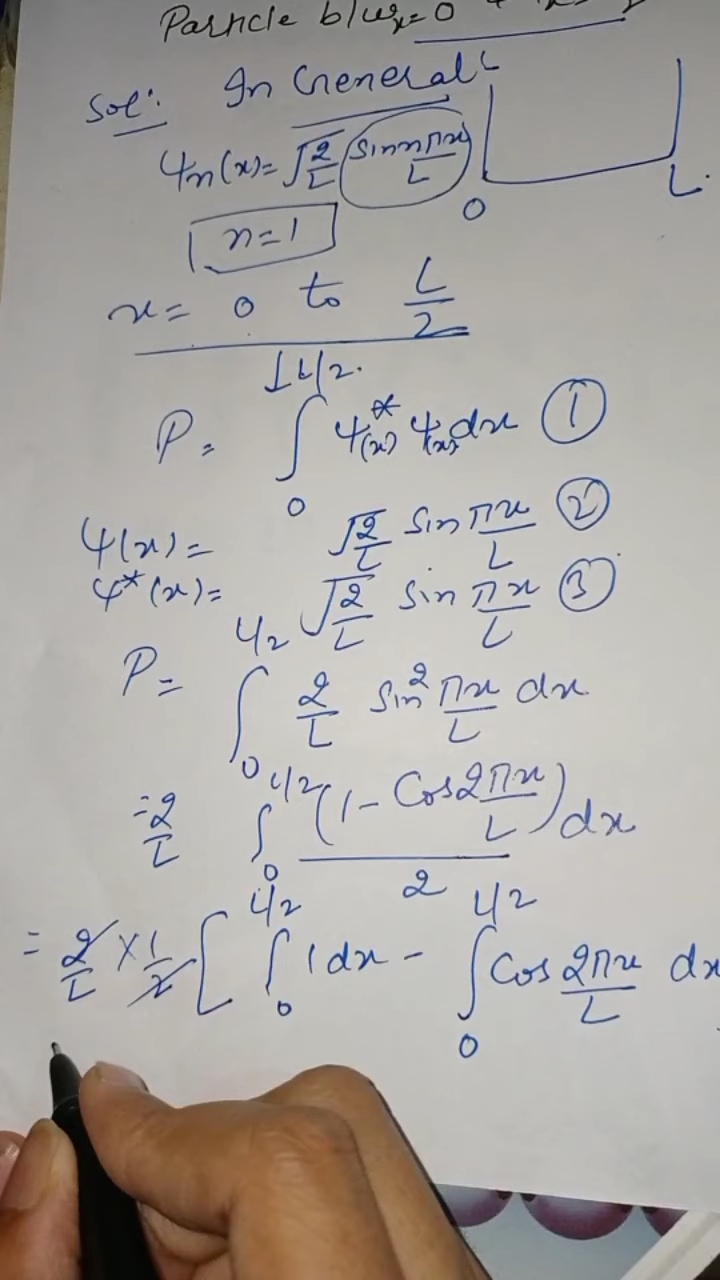 Particle b/w x=0
Sol: In General
ψn(x)= √2/L sin nπx/L
0 L.
n=1
x= 0 to L/2
L/2.
P= ∫ ψ*(x) ψ(x) dx ①
0
ψ(x)= √2/L sin πx/L ②
ψ*(x)= √2/L sin πx/L ③
L/2
P= ∫ 2/L sin² πx/L dx
0
L/2
=2/L ∫ (1- Cos 2πx/L)/2 dx
0
L/2 L/2
= 2/L × 1/2 [ ∫ 1 dx - ∫ Cos 2πx/L dx
0 0